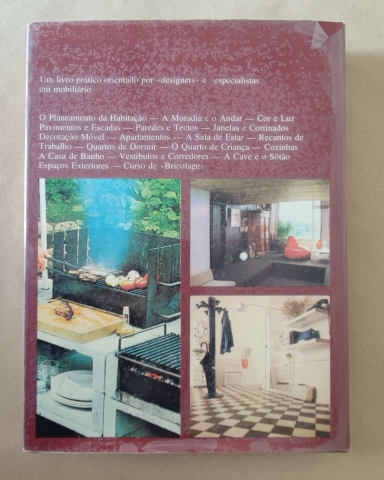 Um livro prático orientado por «designers» e especialistas
em mobiliário
O Planeamento da Habitação — A Moradia e o Andar — Cor e Luz
Pavimentos e Escadas — Paredes e Tectos — Janelas e Cortinados
Decoração Móvel — Apartamentos — A Sala de Estar — Recantos de
Trabalho — Quartos de Dormir — O Quarto de Criança — Cozinhas
A Casa de Banho — Vestíbulos e Corredores — A Cave e o Sótão
Espaços Exteriores — Curso de «Bricolage»